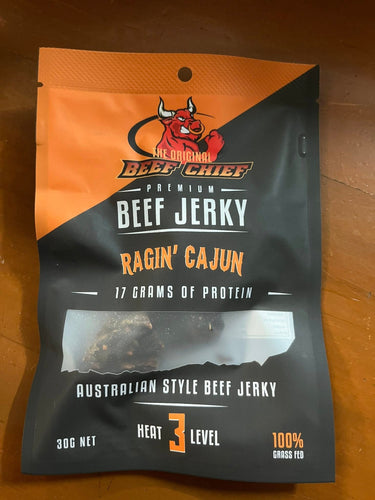 THE ORIGINAL
BEEF CHIEF
PREMIUM
BEEF JERKY
RAGIN' CAJUN
17 GRAMS OF PROTEIN
AUSTRALIAN STYLE BEEF JERKY
30G NET
HEAT 3 LEVEL
100%
GRASS FED